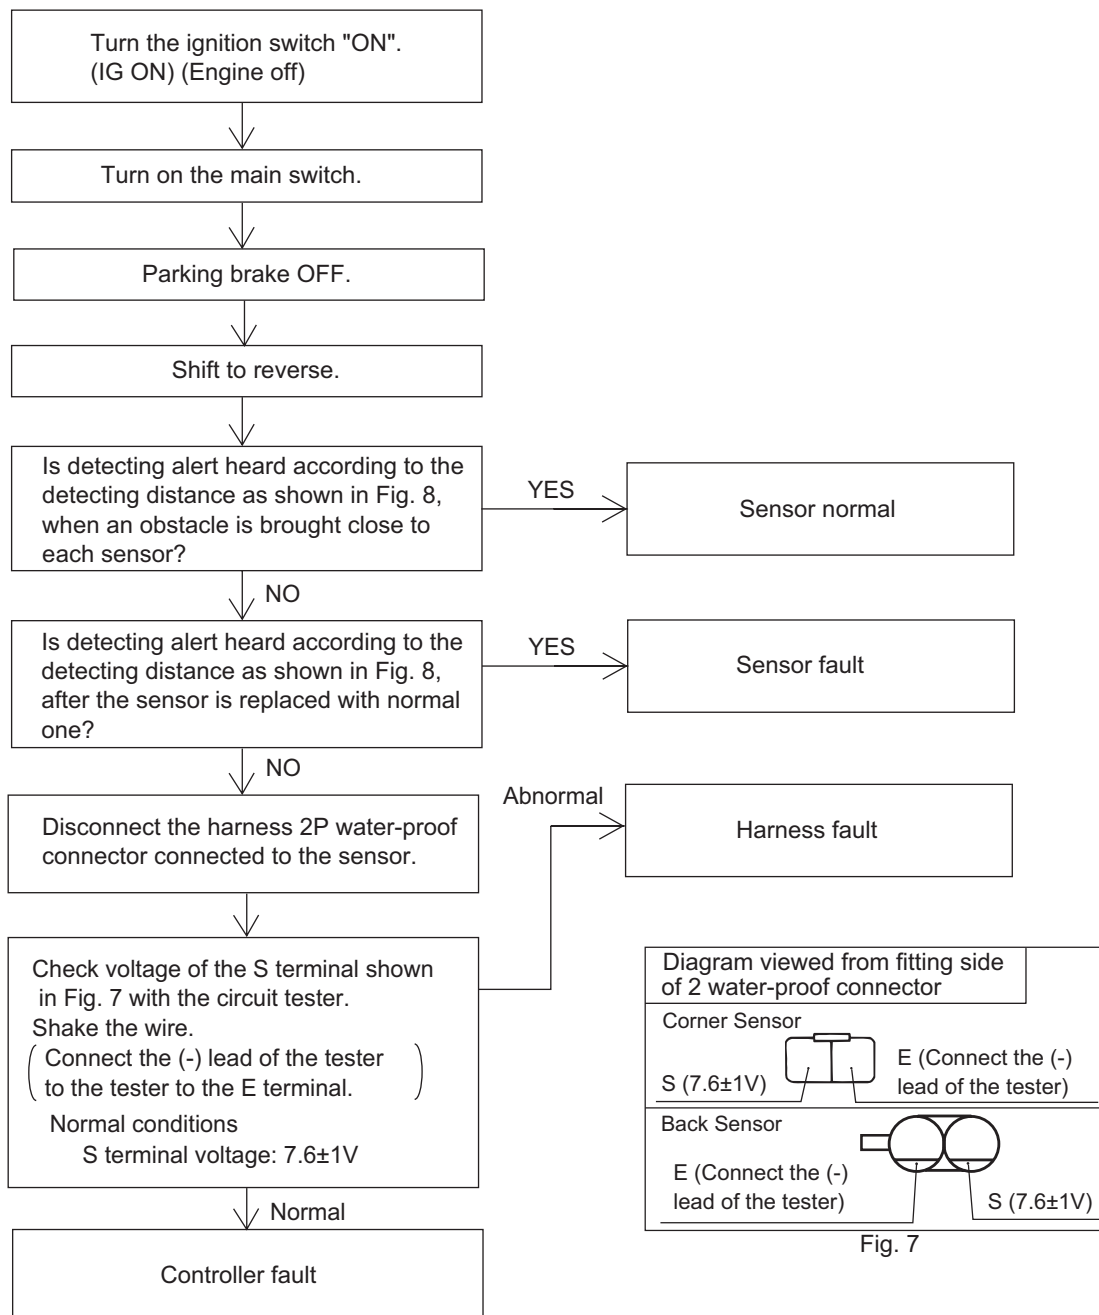 Turn the ignition switch "ON".
(IG ON) (Engine off)
Turn on the main switch.
Parking brake OFF.
Shift to reverse.
Is detecting alert heard according to the
detecting distance as shown in Fig. 8,
when an obstacle is brought close to
each sensor?
YES
Sensor normal
NO
Is detecting alert heard according to the
detecting distance as shown in Fig. 8,
after the sensor is replaced with normal
one?
YES
Sensor fault
NO
Disconnect the harness 2P water-proof
connector connected to the sensor.
Abnormal
Harness fault
Check voltage of the S terminal shown
in Fig. 7 with the circuit tester.
Shake the wire.
(Connect the (-) lead of the tester
to the tester to the E terminal.)
Normal conditions
S terminal voltage: 7.6±1V
Normal
Controller fault
Diagram viewed from fitting side
of 2 water-proof connector
Corner Sensor
S (7.6±1V)
E (Connect the (-)
lead of the tester)
Back Sensor
E (Connect the (-)
lead of the tester)
S (7.6±1V)
Fig. 7